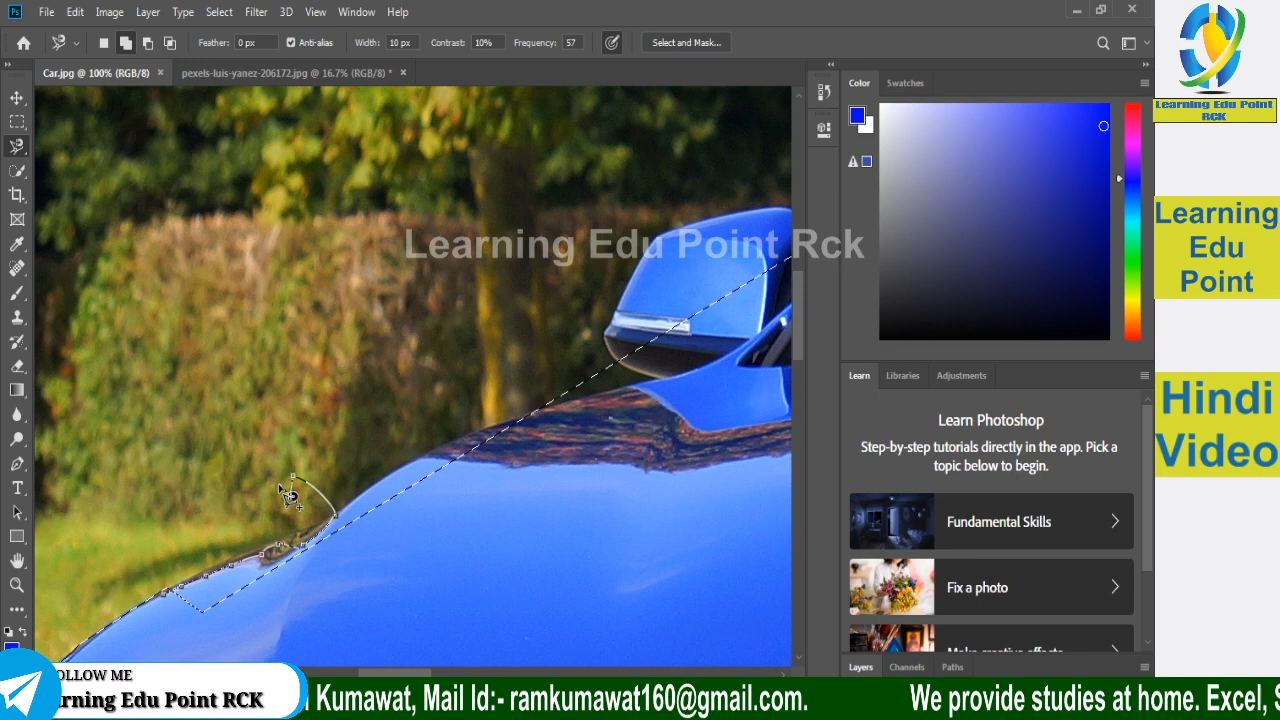 Ps File Edit Image Layer Type Select Filter 3D View Window Help
Feather: 0 px Anti-alias Width: 10 px Contrast: 10% Frequency: 57 Select and Mask...
Car.jpg @ 100% (RGB/8) × pexels-luis-yanez-206172.jpg @ 16.7% (RGB/8) * ×
Color Swatches
Learning Edu Point
RCK
Learning
Edu
Point
Learning Edu Point Rck
Learn Libraries Adjustments
Learn Photoshop
Step-by-step tutorials directly in the app. Pick a
topic below to begin.
Hindi
Video
Fundamental Skills
Fix a photo
Layers Channels Paths
OLLOW ME
arning Edu Point RCK
Kumawat, Mail Id:- ramkumawat160@gmail.com.
We provide studies at home. Excel,